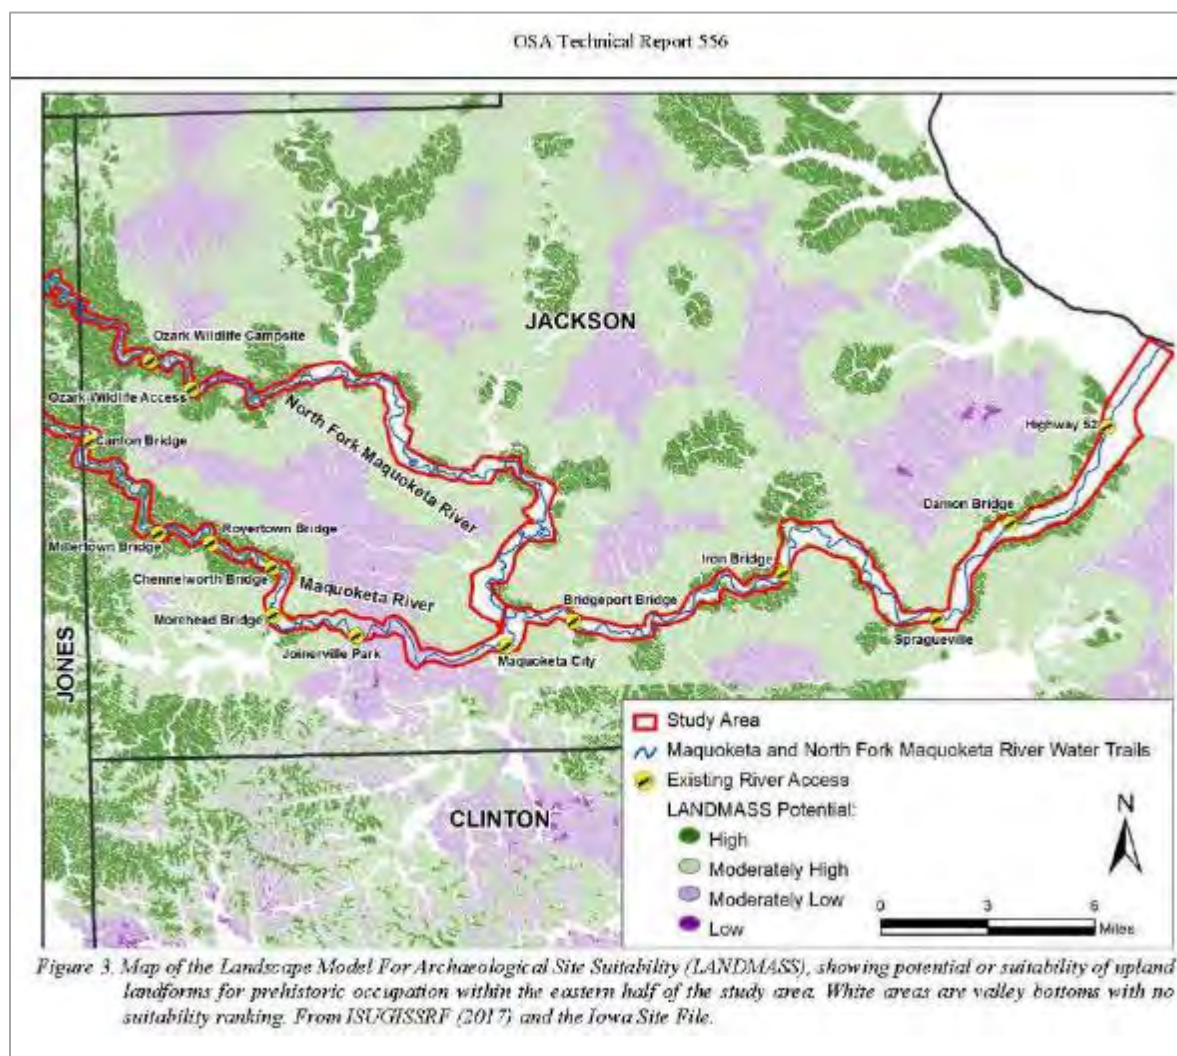 OSA Technical Report 556
Ozark Wildlife Campsite
JACKSON
Ozark Wildlife Access
North Fork Maquoketa River
Highway 52
Canton Bridge
Damon Bridge
Royertown Bridge
Millertown Bridge
Iron Bridge
Chennelworth Bridge
Maquoketa River
Bridgeport Bridge
Morehead Bridge
Spragueville
Joinerville Park
Maquoketa City
JONES
CLINTON
Study Area
Maquoketa and North Fork Maquoketa River Water Trails
Existing River Access
LANDMASS Potential:
High
Moderately High
Moderately Low
Low
N
0 3 6
Miles
Figure 3. Map of the Landscape Model For Archaeological Site Suitability (LANDMASS), showing potential or suitability of upland
landforms for prehistoric occupation within the eastern half of the study area. White areas are valley bottoms with no
suitability ranking. From ISUGISSRF (2017) and the Iowa Site File.